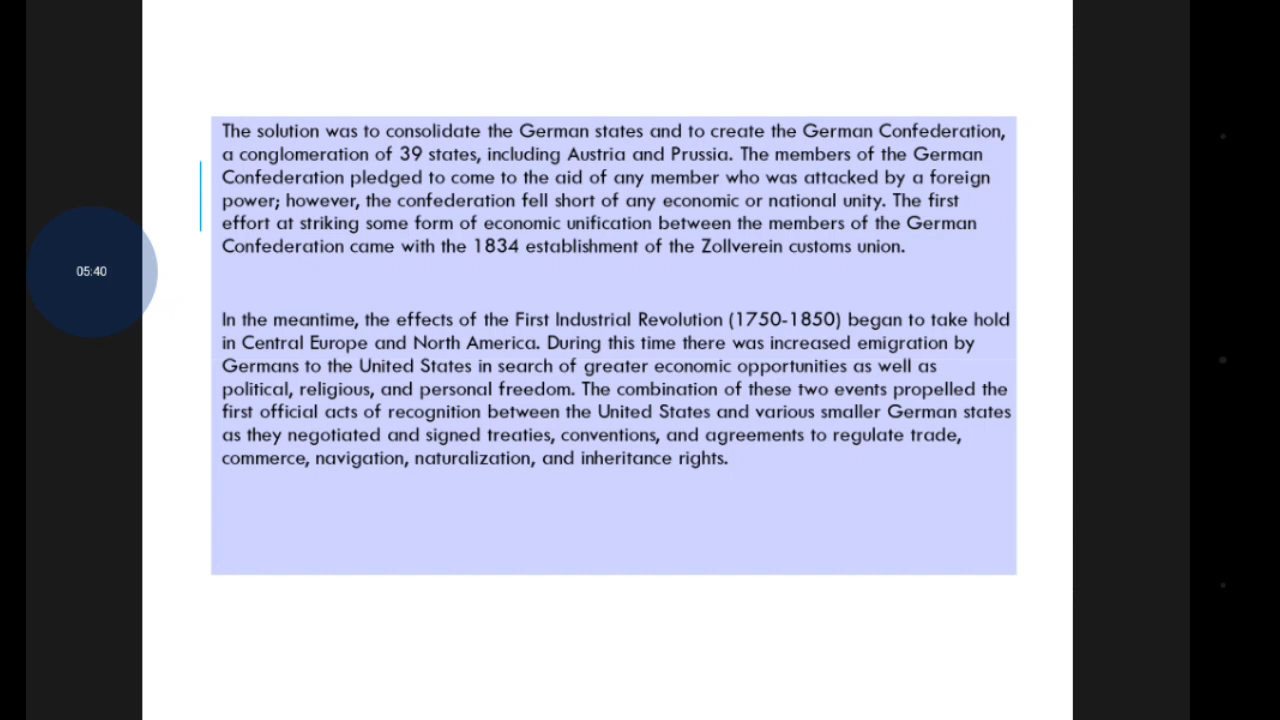 The solution was to consolidate the German states and to create the German Confederation,
a conglomeration of 39 states, including Austria and Prussia. The members of the German
Confederation pledged to come to the aid of any member who was attacked by a foreign
power; however, the confederation fell short of any economic or national unity. The first
effort at striking some form of economic unification between the members of the German
Confederation came with the 1834 establishment of the Zollverein customs union.
05:40
In the meantime, the effects of the First Industrial Revolution (1750-1850) began to take hold
in Central Europe and North America. During this time there was increased emigration by
Germans to the United States in search of greater economic opportunities as well as
political, religious, and personal freedom. The combination of these two events propelled the
first official acts of recognition between the United States and various smaller German states
as they negotiated and signed treaties, conventions, and agreements to regulate trade,
commerce, navigation, naturalization, and inheritance rights.